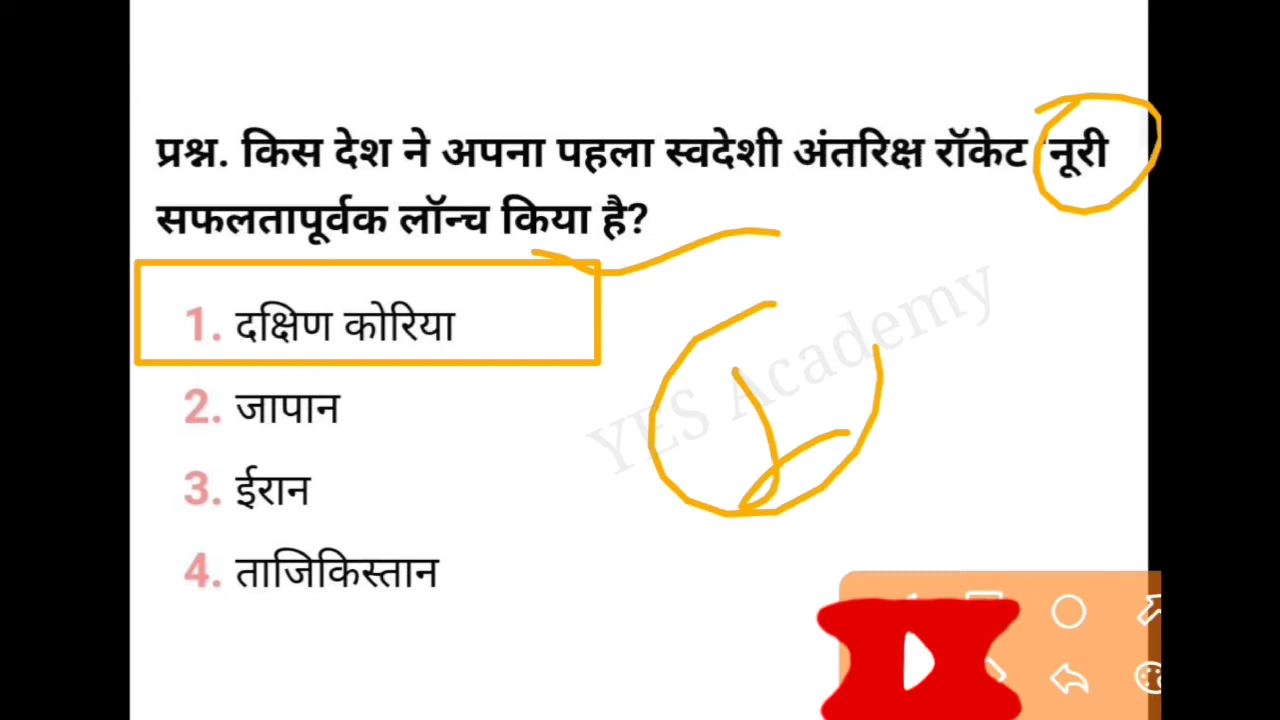 प्रश्न. किस देश ने अपना पहला स्वदेशी अंतरिक्ष रॉकेट 'नूरी
सफलतापूर्वक लॉन्च किया है?
1. दक्षिण कोरिया
2. जापान
3. ईरान
4. ताजिकिस्तान
YES Academy